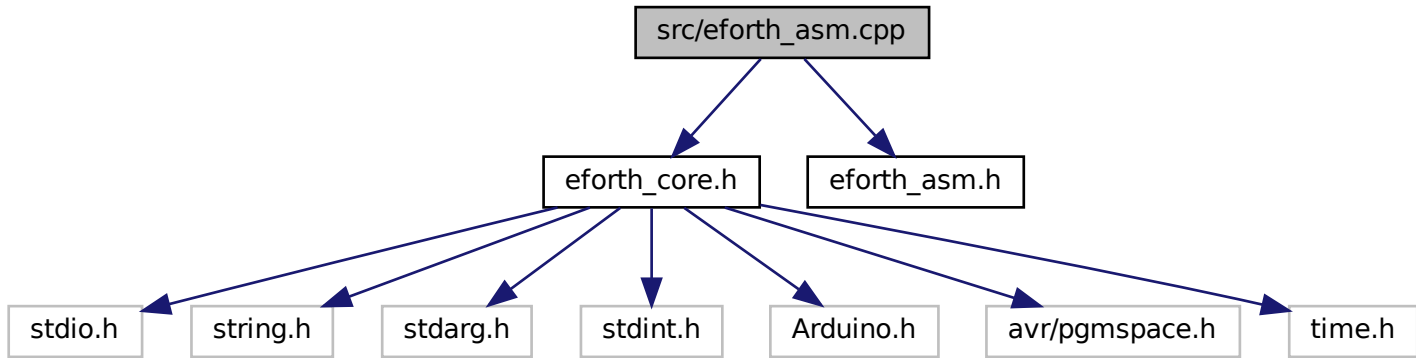 src/eforth_asm.cpp
eforth_core.h
eforth_asm.h
stdio.h
string.h
stdarg.h
stdint.h
Arduino.h
avr/pgmspace.h
time.h